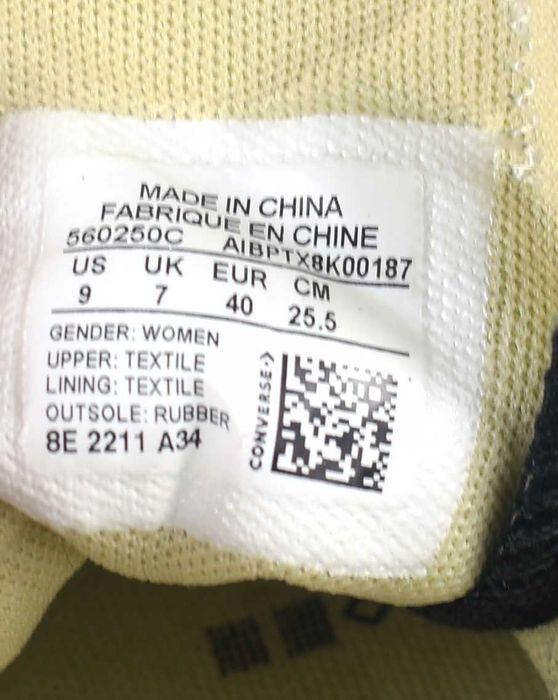 MADE IN CHINA
FABRIQUE EN CHINE
560250C AIBPTX8K00187
US UK EUR CM
9 7 40 25.5
GENDER: WOMEN
UPPER: TEXTILE
LINING: TEXTILE
OUTSOLE: RUBBER
8E 2211 A34
CONVERSE